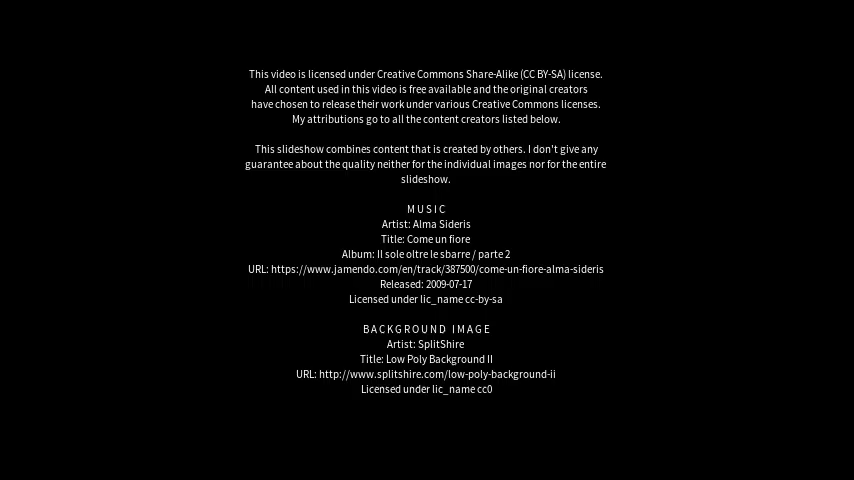 This video is licensed under Creative Commons Share-Alike (CC BY-SA) license.
All content used in this video is free available and the original creators
have chosen to release their work under various Creative Commons licenses.
My attributions go to all the content creators listed below.
This slideshow combines content that is created by others. I don't give any
guarantee about the quality neither for the individual images nor for the entire
slideshow.
MUSIC
Artist: Alma Sideris
Title: Come un fiore
Album: Il sole oltre le sbarre / parte 2
URL: https://www.jamendo.com/en/track/387500/come-un-fiore-alma-sideris
Released: 2009-07-17
Licensed under lic_name cc-by-sa
BACKGROUND IMAGE
Artist: SplitShire
Title: Low Poly Background II
URL: http://www.splitshire.com/low-poly-background-ii
Licensed under lic_name cc0